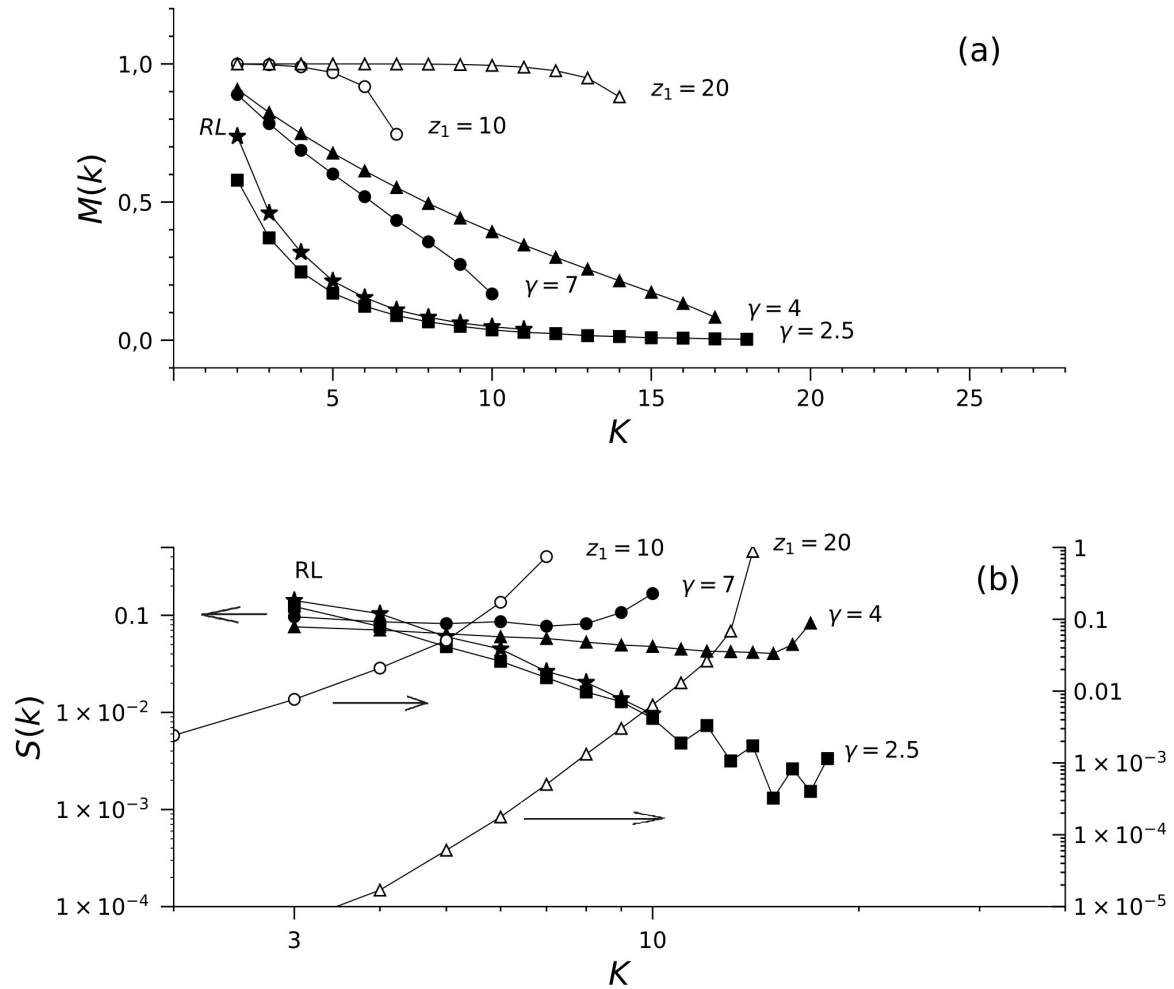 (a)
1,0
z₁ = 20
z₁ = 10
RL
M(k)
0,5
γ = 7
γ = 4
γ = 2.5
0,0
5 10 15 20 25
K
z₁ = 10
z₁ = 20
1
RL
γ = 7
(b)
0.1
γ = 4
0.1
0.01
1 × 10⁻²
S(k)
γ = 2.5
1 × 10⁻³
1 × 10⁻³
1 × 10⁻⁴
1 × 10⁻⁴
1 × 10⁻⁵
3 10
K